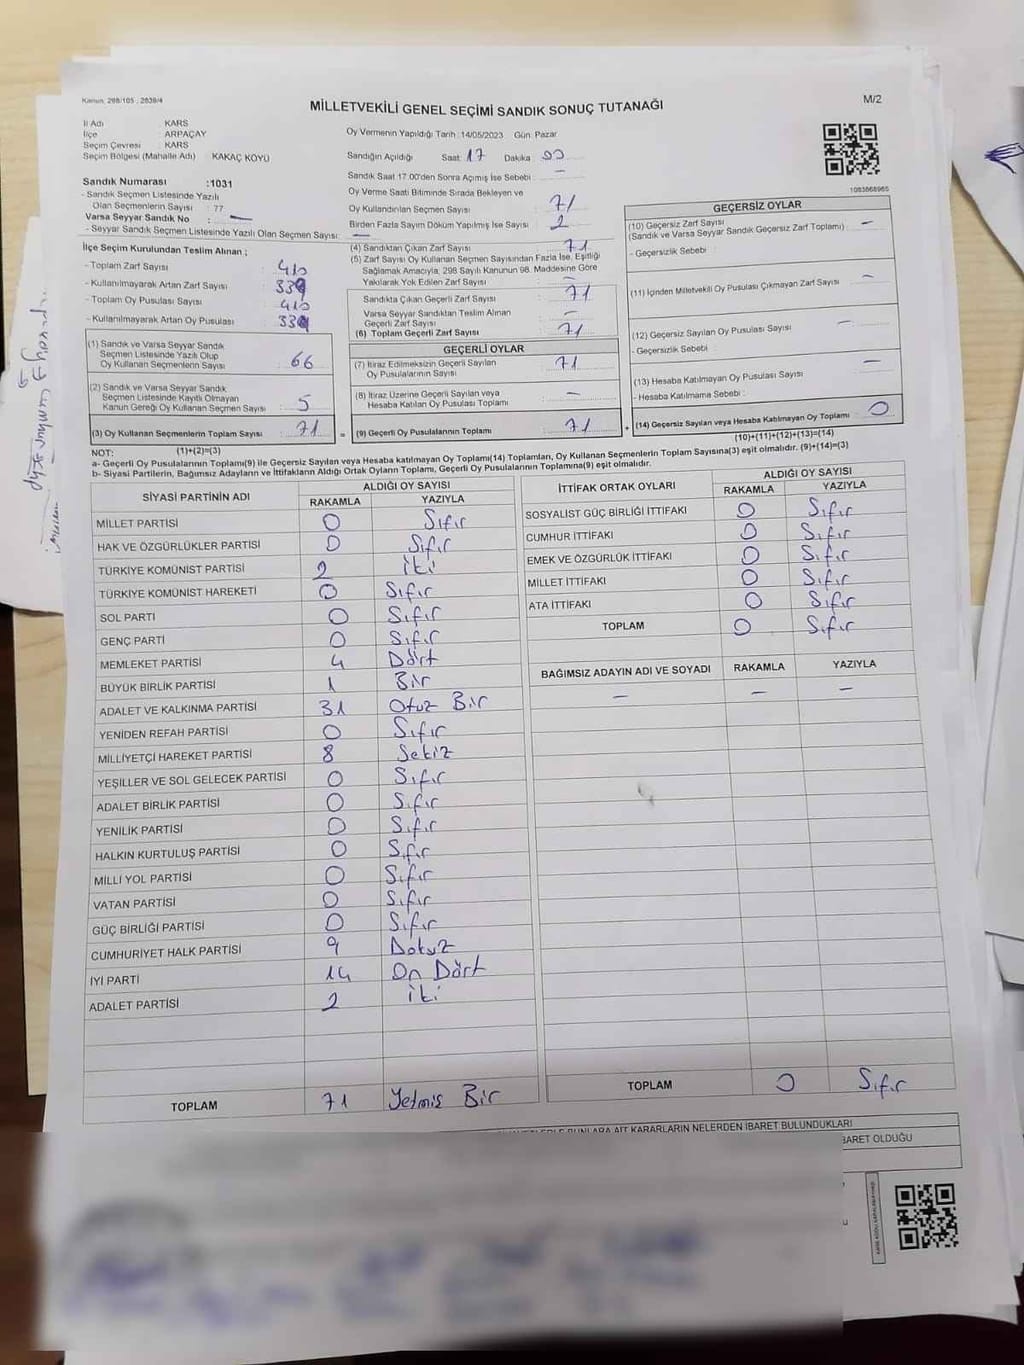 Kanun, 298/105 , 2839/4
MİLLETVEKİLİ GENEL SEÇİMİ SANDIK SONUÇ TUTANAĞI
M/2
İl Adı KARS
İlçe ARPAÇAY
Seçim Çevresi : KARS
Seçim Bölgesi (Mahalle Adı) KAKAÇ KÖYÜ
Sandık Numarası :1031
- Sandık Seçmen Listesinde Yazılı
Olan Seçmenlerin Sayısı : 77
Varsa Seyyar Sandık No : —
- Seyyar Sandık Seçmen Listesinde Yazılı Olan Seçmen Sayısı: —
İlçe Seçim Kurulundan Teslim Alınan ;
- Toplam Zarf Sayısı : 410
- Kullanılmayarak Artan Zarf Sayısı : 339
- Toplam Oy Pusulası Sayısı : 410
- Kullanılmayarak Artan Oy Pusulası : 339
(1) Sandık ve Varsa Seyyar Sandık
Seçmen Listesinde Yazılı Olup
Oy Kullanan Seçmenlerin Sayısı : 66
(2) Sandık ve Varsa Seyyar Sandık
Seçmen Listesinde Kayıtlı Olmayan
Kanun Gereği Oy Kullanan Seçmen Sayısı : 5
(3) Oy Kullanan Seçmenlerin Toplam Sayısı : 71
Oy Vermenin Yapıldığı Tarih :14/05/2023 Gün: Pazar
Sandığın Açıldığı Saat: 17 Dakika : 00
Sandık Saat 17:00'den Sonra Açılmış İse Sebebi : —
Oy Verme Saati Bitiminde Sırada Bekleyen ve
Oy Kullandırılan Seçmen Sayısı : 71
Birden Fazla Sayım Döküm Yapılmış İse Sayısı : 2
(4) Sandıktan Çıkan Zarf Sayısı : 71
(5) Zarf Sayısı Oy Kullanan Seçmen Sayısından Fazla İse, Eşitliği
Sağlamak Amacıyla, 298 Sayılı Kanunun 98. Maddesine Göre
Yakılarak Yok Edilen Zarf Sayısı : —
Sandıkta Çıkan Geçerli Zarf Sayısı : 71
Varsa Seyyar Sandıktan Teslim Alınan
Geçerli Zarf Sayısı : —
(6) Toplam Geçerli Zarf Sayısı : 71
GEÇERLİ OYLAR
(7) İtiraz Edilmeksizin Geçerli Sayılan
Oy Pusulalarının Sayısı : 71
(8) İtiraz Üzerine Geçerli Sayılan veya
Hesaba Katılan Oy Pusulası Toplamı : —
= (9) Geçerli Oy Pusulalarının Toplamı : 71
1083868965
GEÇERSİZ OYLAR
(10) Geçersiz Zarf Sayısı : —
(Sandık ve Varsa Seyyar Sandık Geçersiz Zarf Toplamı)
- Geçersizlik Sebebi :
(11) İçinden Milletvekili Oy Pusulası Çıkmayan Zarf Sayısı : —
(12) Geçersiz Sayılan Oy Pusulası Sayısı : —
- Geçersizlik Sebebi :
(13) Hesaba Katılmayan Oy Pusulası Sayısı : —
- Hesaba Katılmama Sebebi :
+ (14) Geçersiz Sayılan veya Hesaba Katılmayan Oy Toplamı : 0
(10)+(11)+(12)+(13)=(14)
NOT: (1)+(2)=(3)
a- Geçerli Oy Pusulalarının Toplamı(9) ile Geçersiz Sayılan veya Hesaba katılmayan Oy Toplamı(14) Toplamları, Oy Kullanan Seçmenlerin Toplam Sayısına(3) eşit olmalıdır. (9)+(14)=(3)
b- Siyasi Partilerin, Bağımsız Adayların ve İttifakların Aldığı Ortak Oyların Toplamı, Geçerli Oy Pusulalarının Toplamına(9) eşit olmalıdır.
SİYASİ PARTİNİN ADI ALDIĞI OY SAYISI
RAKAMLA YAZIYLA
MİLLET PARTİSİ 0 Sıfır
HAK VE ÖZGÜRLÜKLER PARTİSİ 0 Sıfır
TÜRKİYE KOMÜNİST PARTİSİ 2 İki
TÜRKİYE KOMÜNİST HAREKETİ 0 Sıfır
SOL PARTİ 0 Sıfır
GENÇ PARTİ 0 Sıfır
MEMLEKET PARTİSİ 4 Dört
BÜYÜK BİRLİK PARTİSİ 1 Bir
ADALET VE KALKINMA PARTİSİ 31 Otuz Bir
YENİDEN REFAH PARTİSİ 0 Sıfır
MİLLİYETÇİ HAREKET PARTİSİ 8 Sekiz
YEŞİLLER VE SOL GELECEK PARTİSİ 0 Sıfır
ADALET BİRLİK PARTİSİ 0 Sıfır
YENİLİK PARTİSİ 0 Sıfır
HALKIN KURTULUŞ PARTİSİ 0 Sıfır
MİLLİ YOL PARTİSİ 0 Sıfır
VATAN PARTİSİ 0 Sıfır
GÜÇ BİRLİĞİ PARTİSİ 0 Sıfır
CUMHURİYET HALK PARTİSİ 9 Dokuz
İYİ PARTİ 14 On Dört
ADALET PARTİSİ 2 İki
TOPLAM 71 Yetmiş Bir
İTTİFAK ORTAK OYLARI ALDIĞI OY SAYISI
RAKAMLA YAZIYLA
SOSYALİST GÜÇ BİRLİĞİ İTTİFAKI 0 Sıfır
CUMHUR İTTİFAKI 0 Sıfır
EMEK VE ÖZGÜRLÜK İTTİFAKI 0 Sıfır
MİLLET İTTİFAKI 0 Sıfır
ATA İTTİFAKI 0 Sıfır
TOPLAM 0 Sıfır
BAĞIMSIZ ADAYIN ADI VE SOYADI RAKAMLA YAZIYLA
— — —
TOPLAM 0 Sıfır
BUNLARA AİT KARARLARIN NELERDEN İBARET BULUNDUKLARI
İBARET OLDUĞU